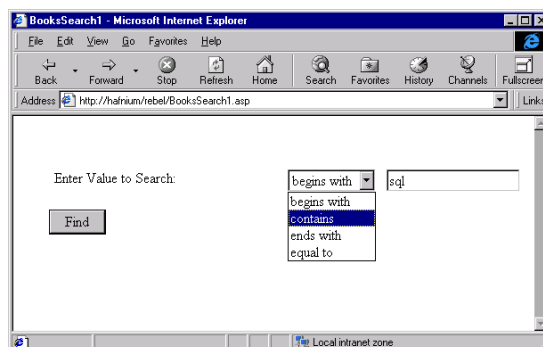 BooksSearch1 - Microsoft Internet Explorer
File Edit View Go Favorites Help
Back Forward Stop Refresh Home Search Favorites History Channels Fullscreen
Address http://hafnium/rebel/BooksSearch1.asp Links
Enter Value to Search: begins with sql
begins with
Find contains
ends with
equal to
Local intranet zone